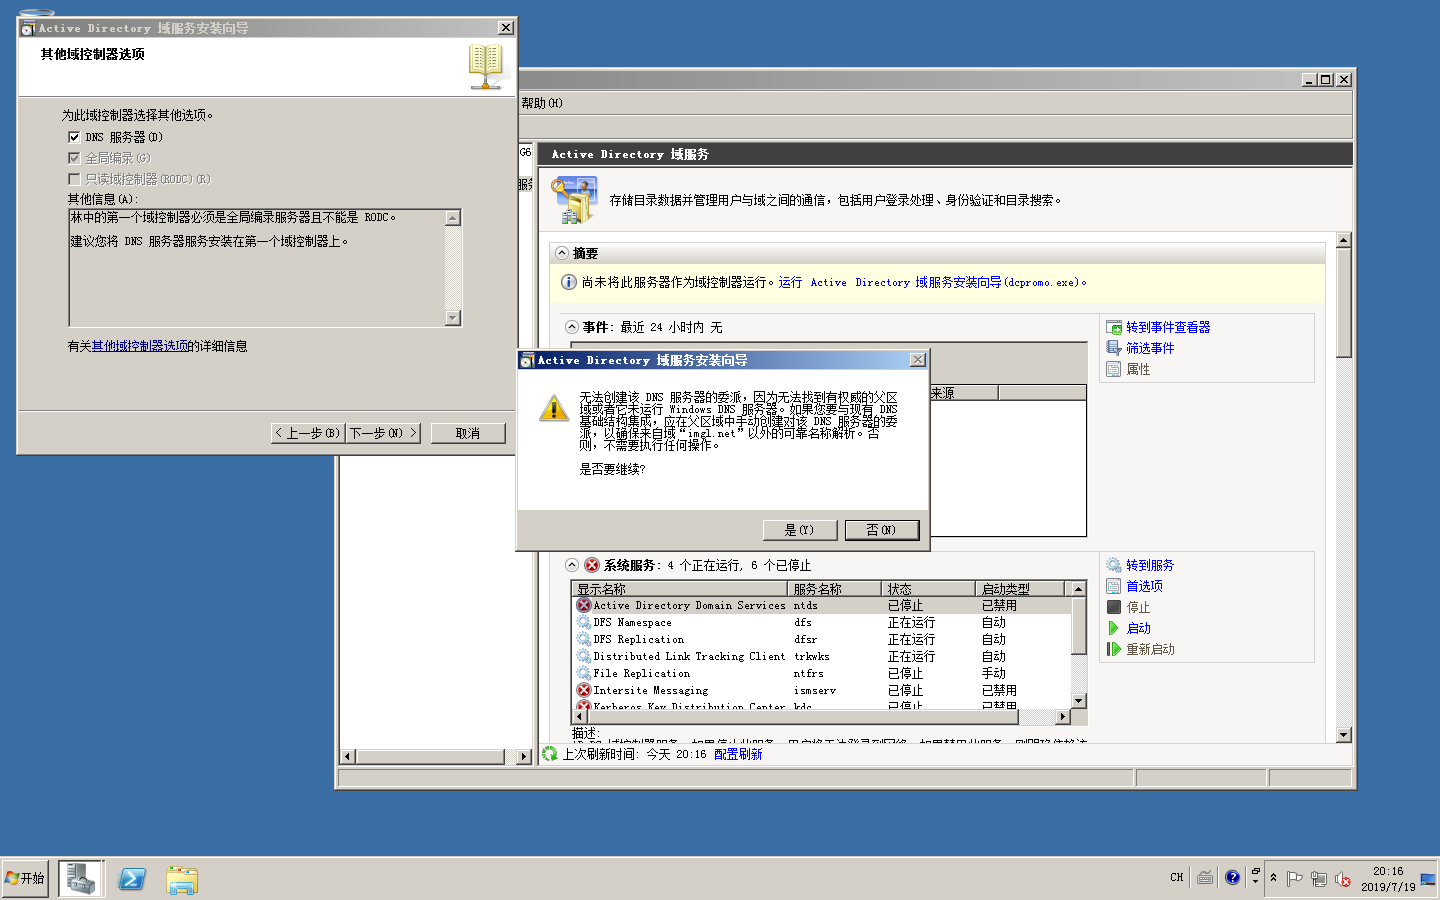 Active Directory 域服务安装向导
其他域控制器选项
为此域控制器选择其他选项。
DNS 服务器(D)
全局编录(G)
只读域控制器(RODC)(R)
其他信息(A):
林中的第一个域控制器必须是全局编录服务器且不能是 RODC。
建议您将 DNS 服务器服务安装在第一个域控制器上。
有关其他域控制器选项的详细信息
< 上一步(B)
下一步(N) >
取消
帮助(H)
G6
服务
Active Directory 域服务
存储目录数据并管理用户与域之间的通信，包括用户登录处理、身份验证和目录搜索。
摘要
尚未将此服务器作为域控制器运行。运行 Active Directory 域服务安装向导(dcpromo.exe)。
事件: 最近 24 小时内 无
来源
转到事件查看器
筛选事件
属性
Active Directory 域服务安装向导
无法创建该 DNS 服务器的委派，因为无法找到有权威的父区
域或者它未运行 Windows DNS 服务器。如果您要与现有 DNS
基础结构集成，应在父区域中手动创建对该 DNS 服务器的委
派，以确保来自域“img1.net”以外的可靠名称解析。否
则，不需要执行任何操作。
是否要继续?
是(Y)
否(N)
系统服务: 4 个正在运行, 6 个已停止
显示名称 服务名称 状态 启动类型
Active Directory Domain Services ntds 已停止 已禁用
DFS Namespace dfs 正在运行 自动
DFS Replication dfsr 正在运行 自动
Distributed Link Tracking Client trkwks 正在运行 自动
File Replication ntfrs 已停止 手动
Intersite Messaging ismserv 已停止 已禁用
Kerberos Key Distribution Center kdc 已停止 已禁用
转到服务
首选项
停止
启动
重新启动
描述:
上次刷新时间: 今天 20:16 配置刷新
开始
CH
20:16
2019/7/19